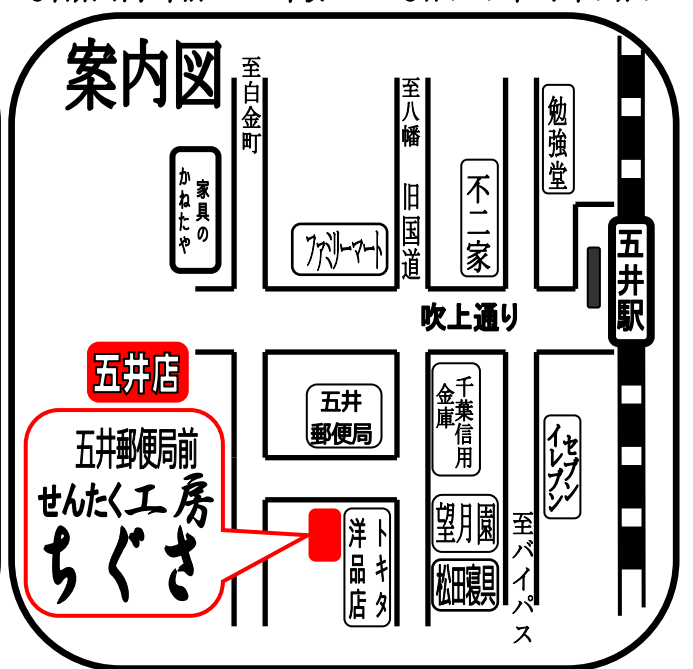 案内図
至白金町
至八幡 旧国道
勉強堂
家具の
かねたや
不二家
ファミリーマート
五井駅
吹上通り
五井店
五井
郵便局
千葉信用
金庫
セブン
イレブン
五井郵便局前
せんたく工房
ちぐさ
トキタ
洋品店
望月園
松田寝具
至バイパス